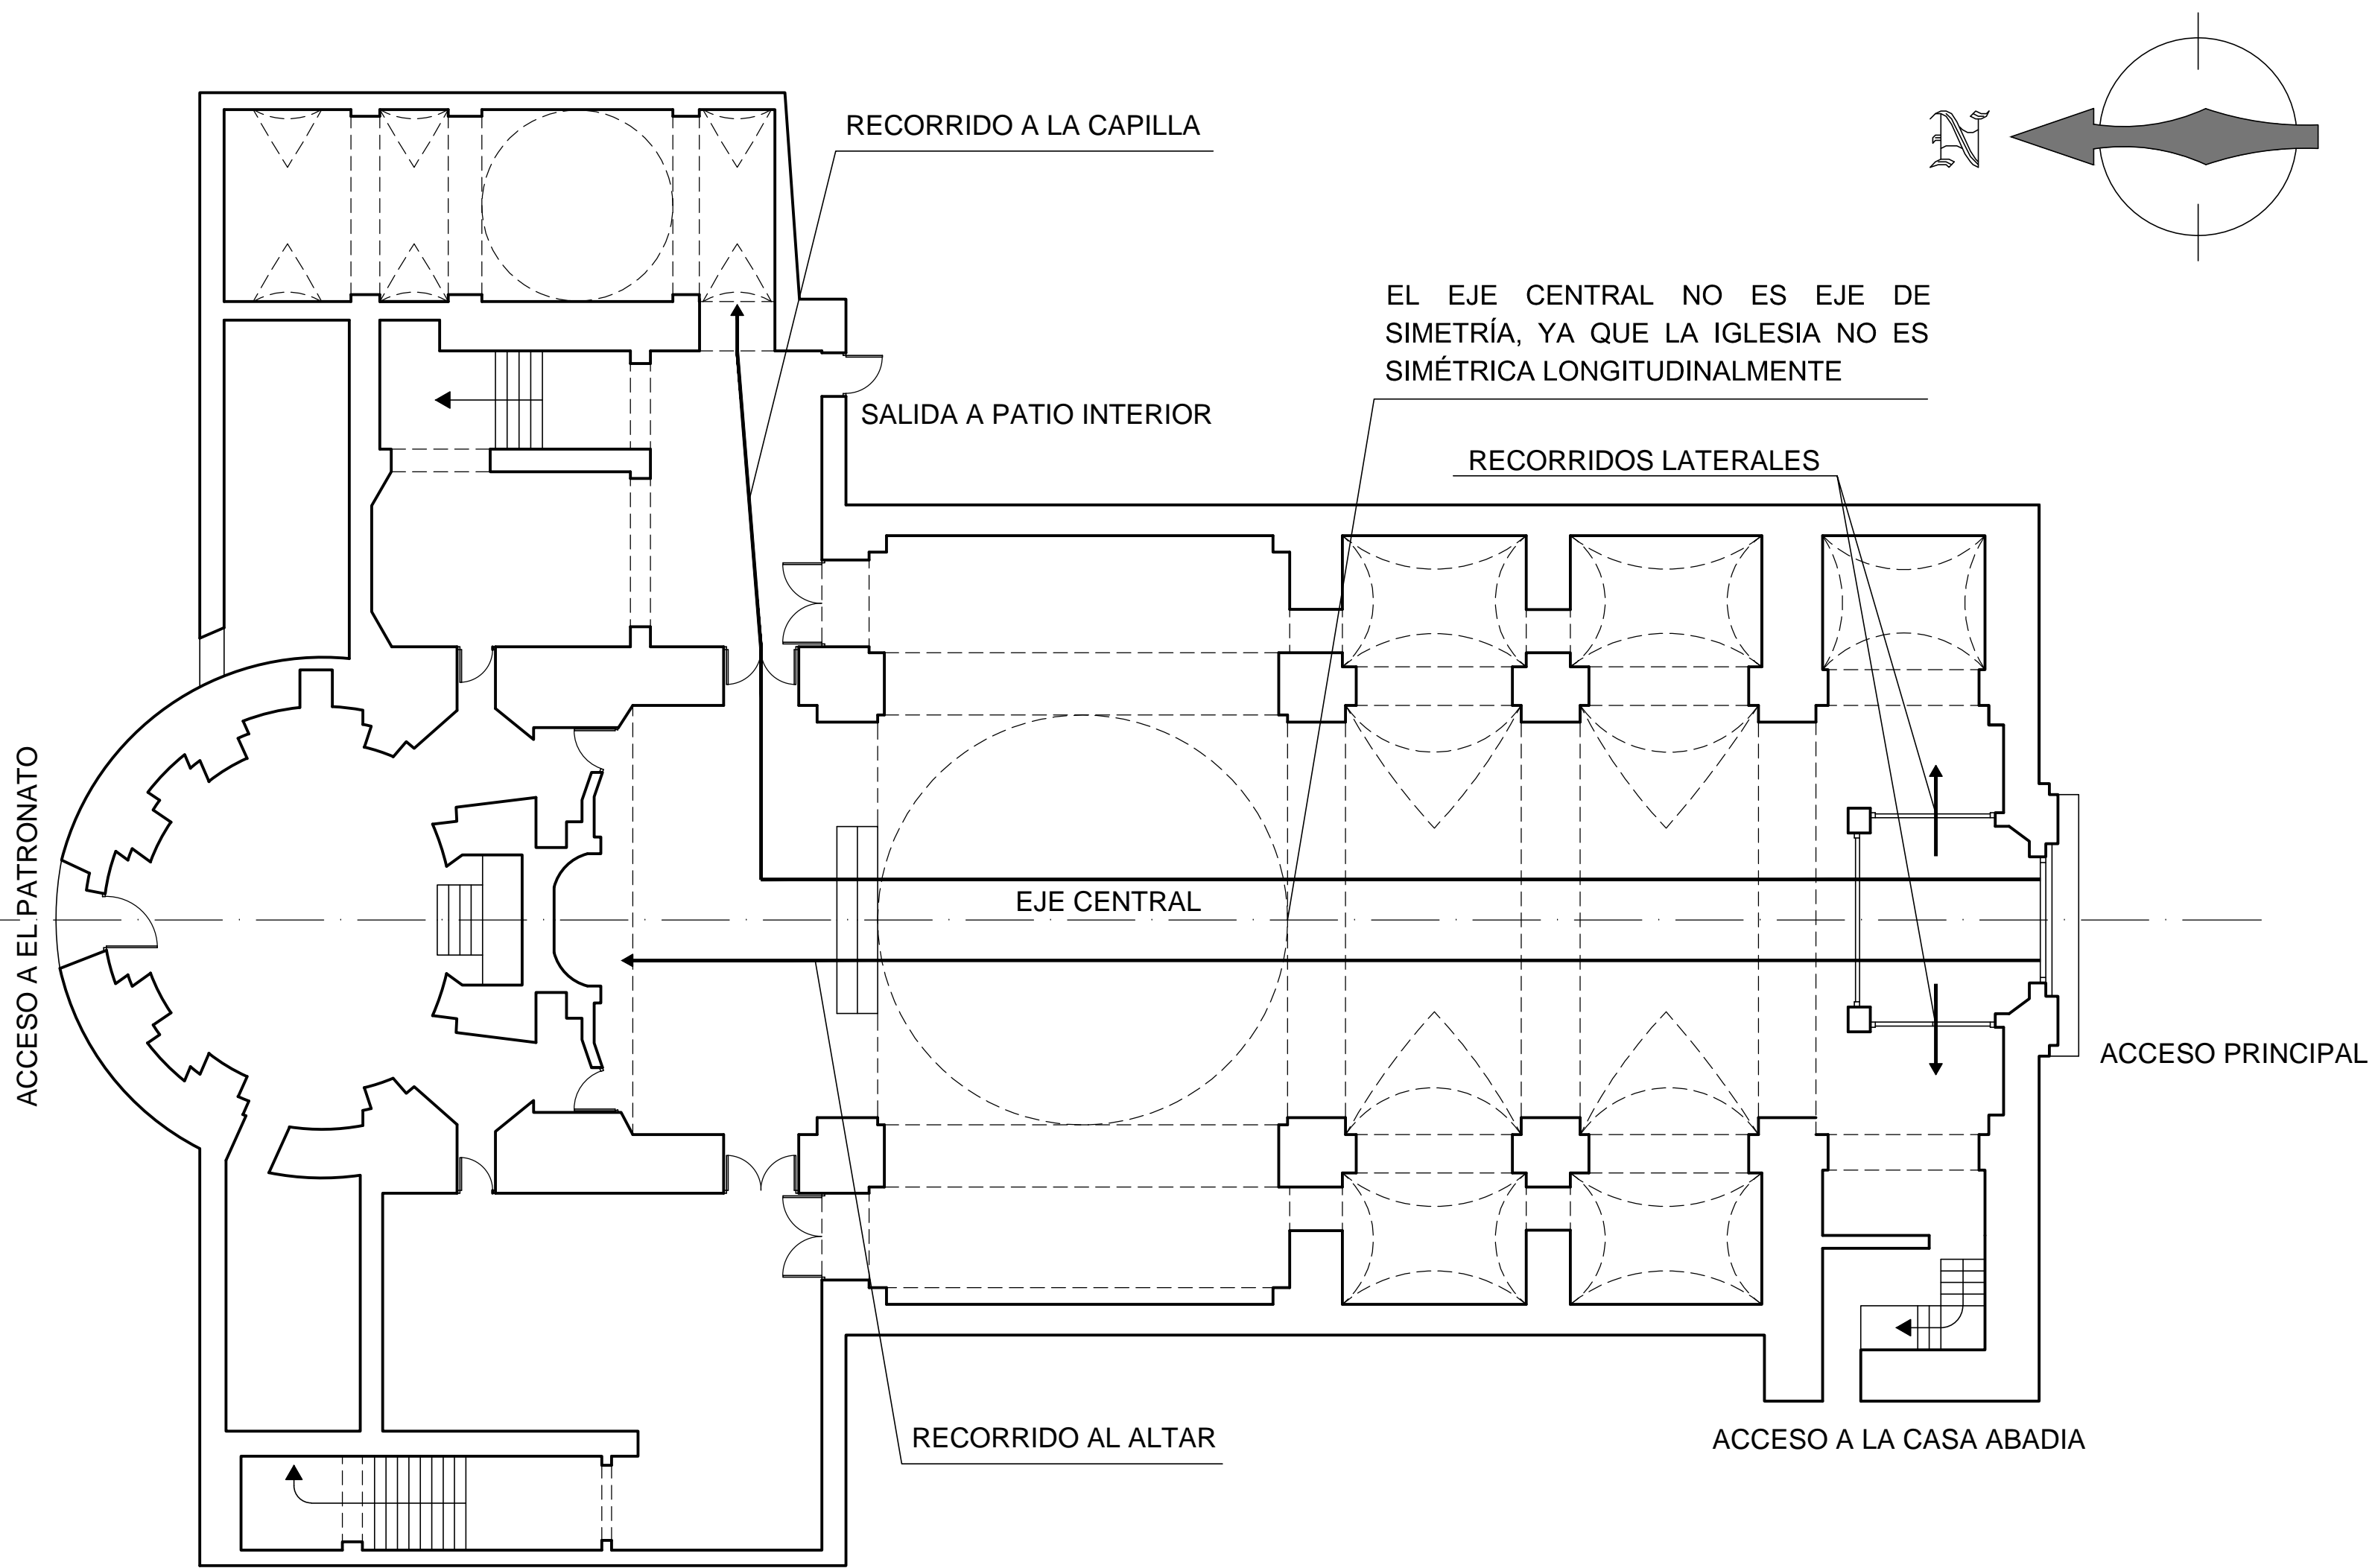 RECORRIDO A LA CAPILLA
N
EL EJE CENTRAL NO ES EJE DE
SIMETRÍA, YA QUE LA IGLESIA NO ES
SIMÉTRICA LONGITUDINALMENTE
SALIDA A PATIO INTERIOR
RECORRIDOS LATERALES
ACCESO A EL PATRONATO
EJE CENTRAL
ACCESO PRINCIPAL
RECORRIDO AL ALTAR
ACCESO A LA CASA ABADIA